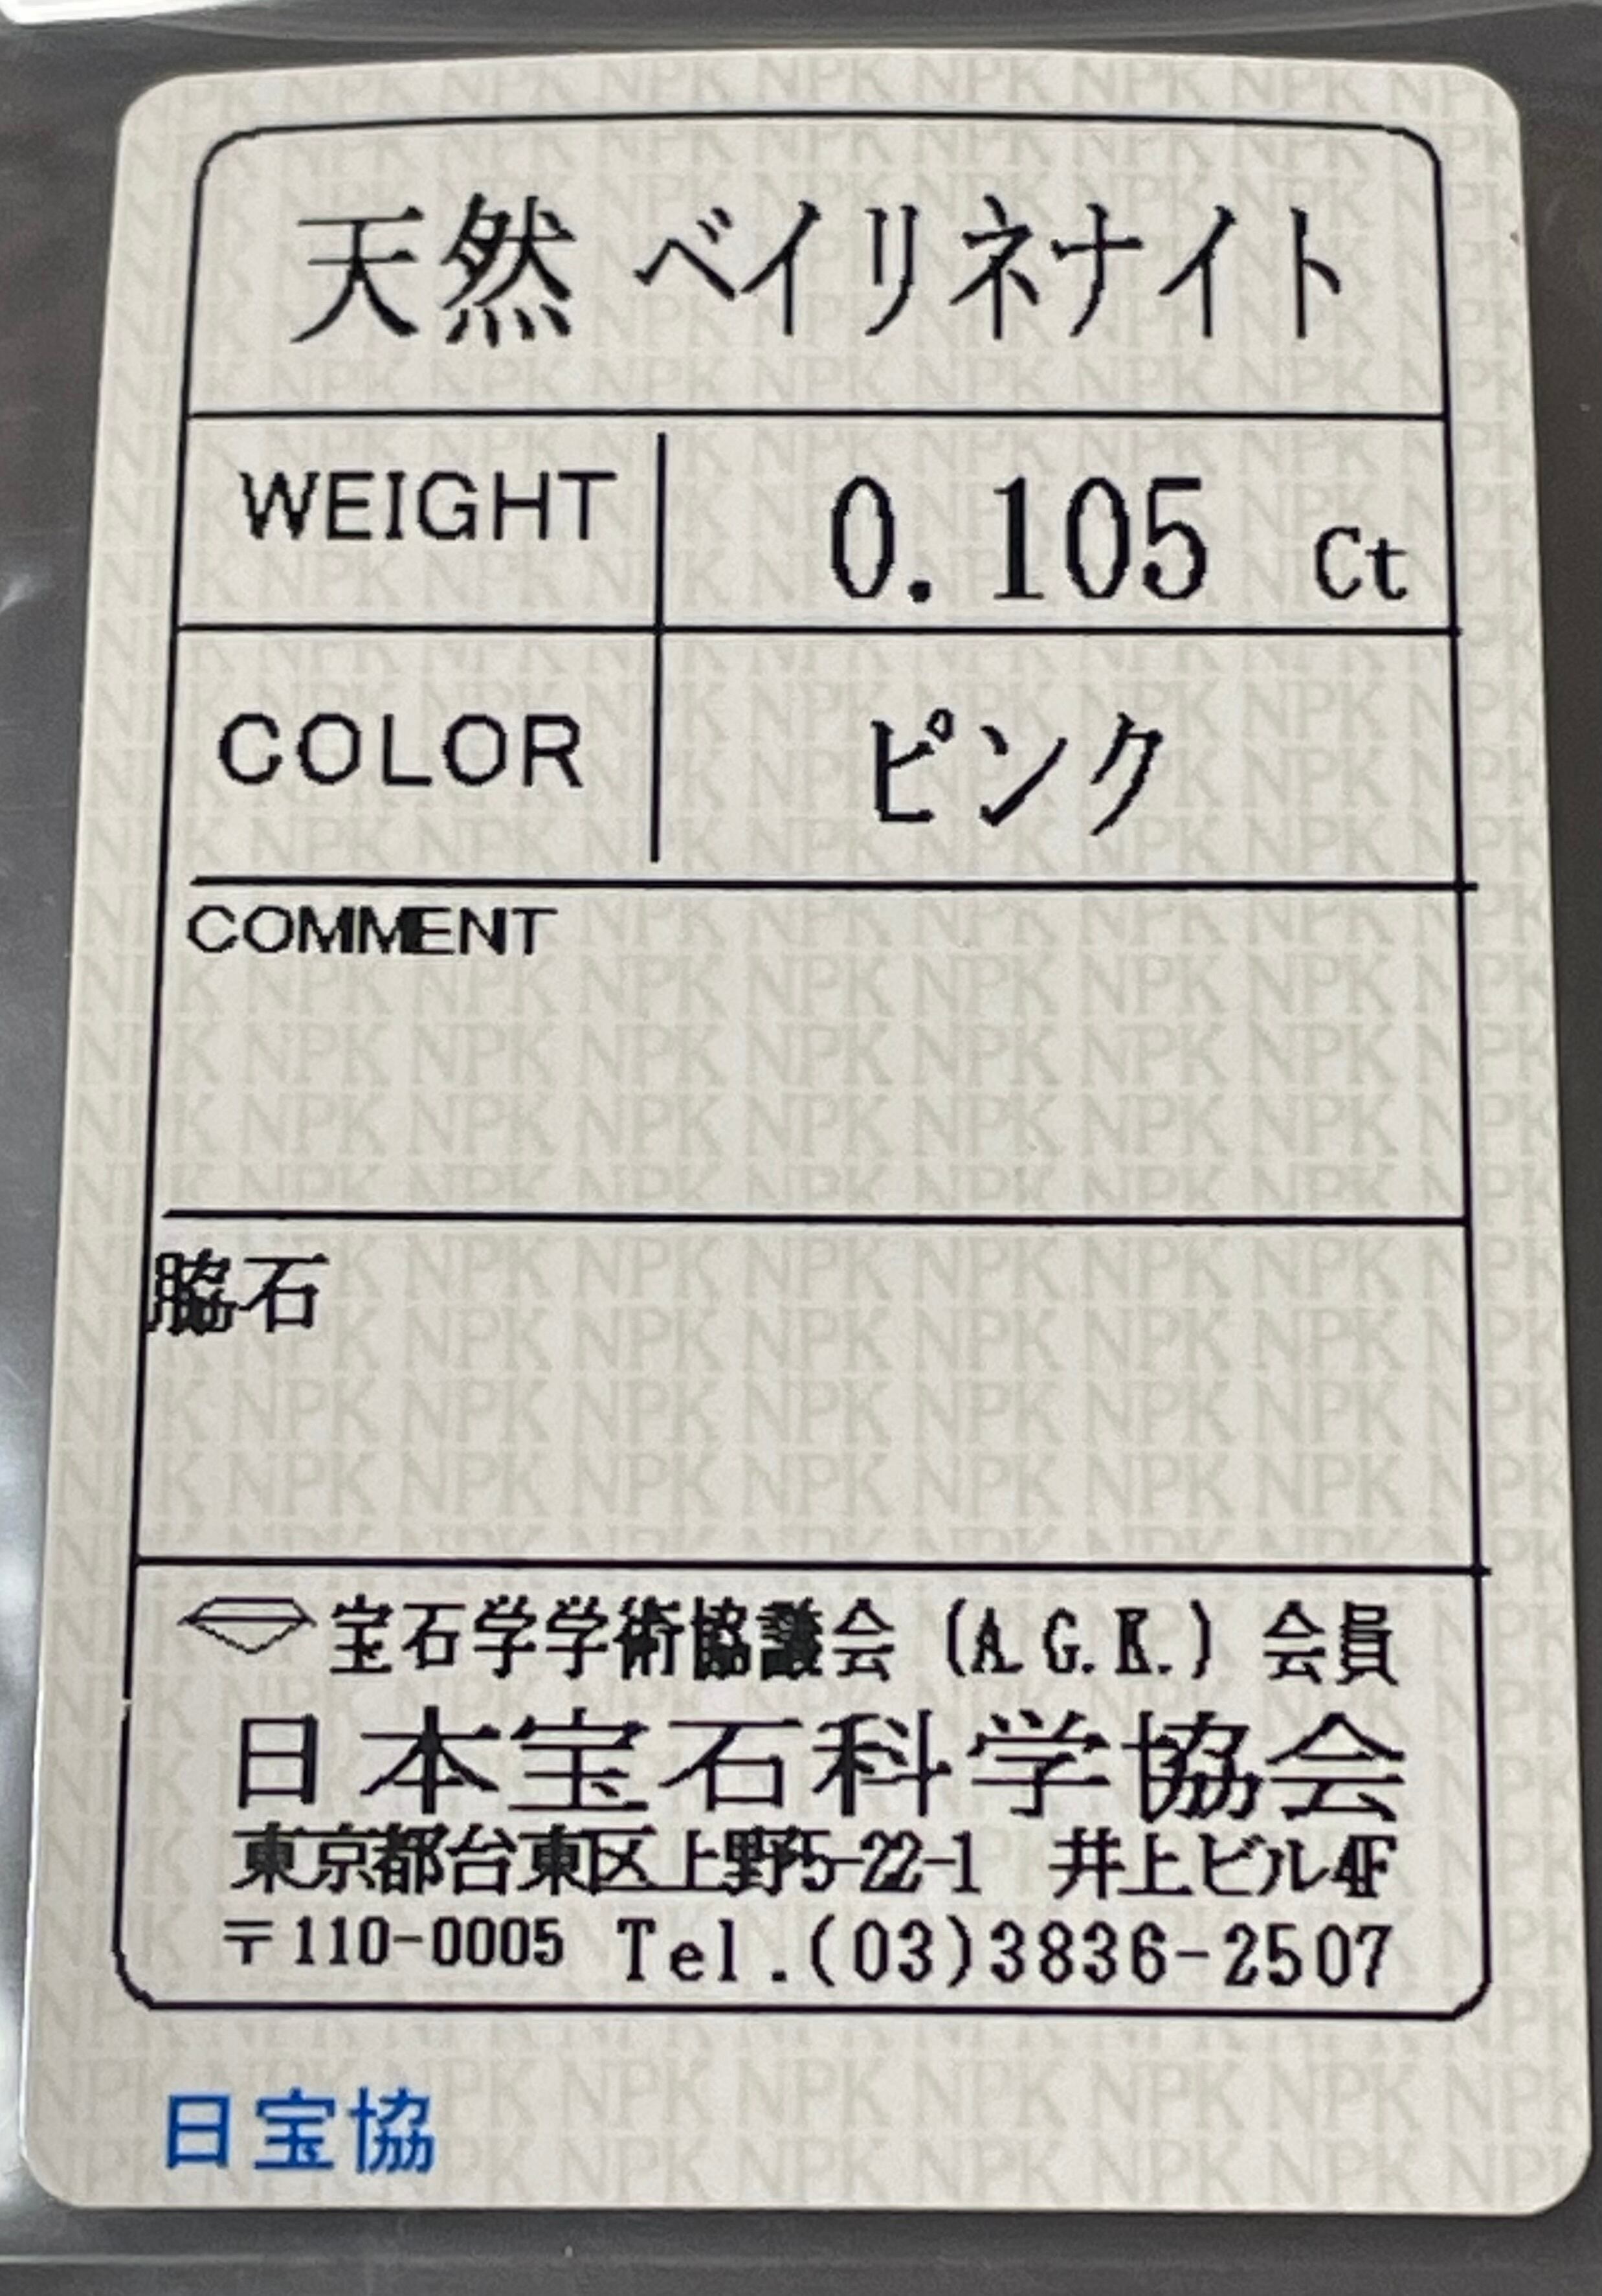 天然 ベイリネナイト
WEIGHT 0.105 Ct
COLOR ピンク
COMMENT
脇石
宝石学学術協議会 (A.G.K.) 会員
日本宝石科学協会
東京都台東区上野5-22-1 井上ビル4F
〒110-0005 Tel.(03)3836-2507
日宝協